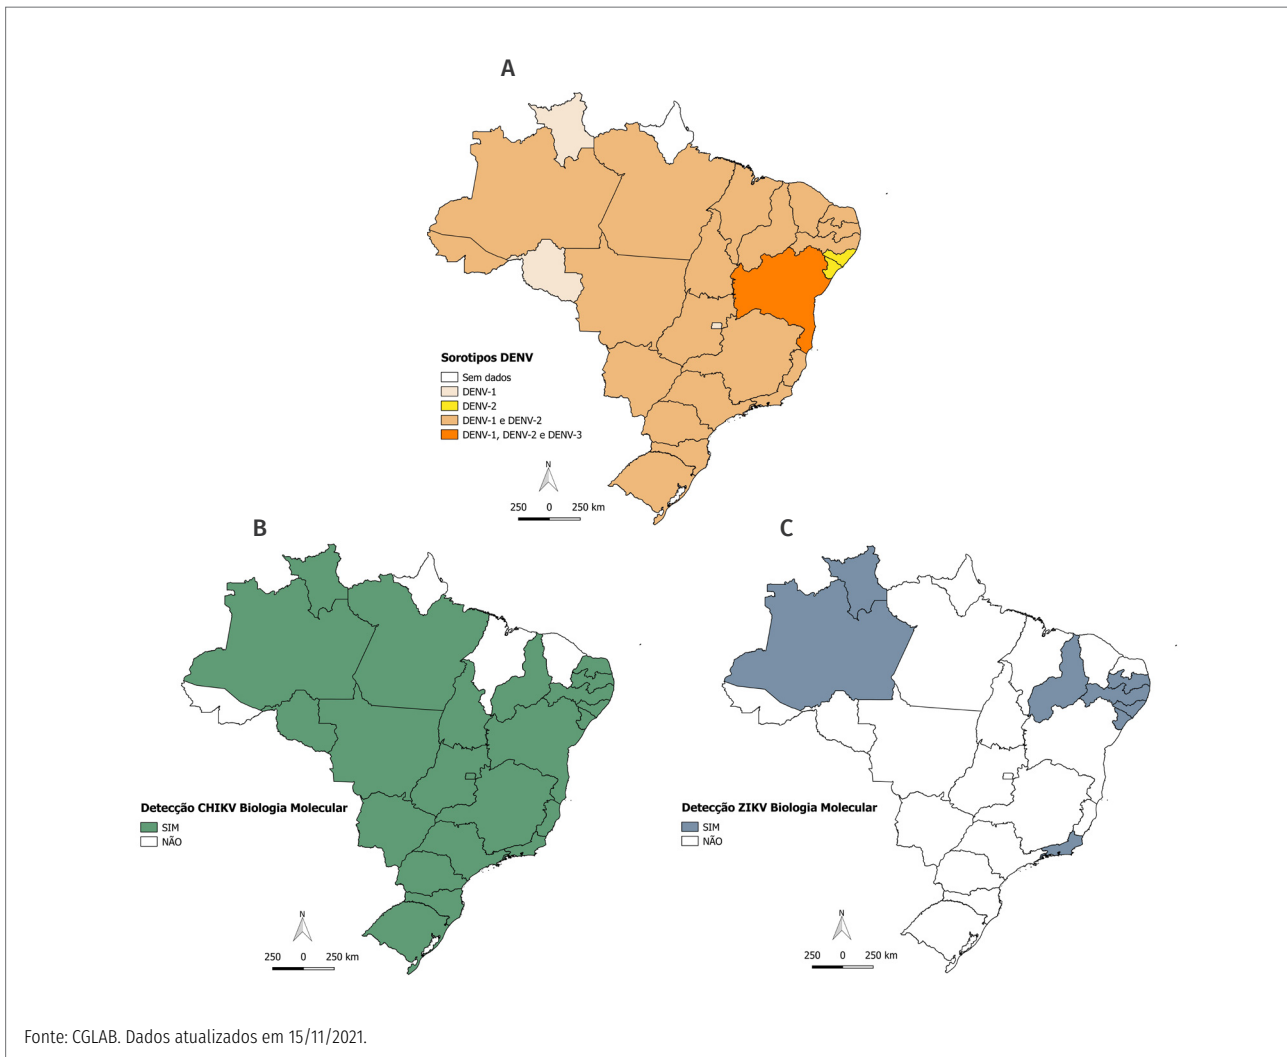 A
Sorotipos DENV
Sem dados
DENV-1
DENV-2
DENV-1 e DENV-2
DENV-1, DENV-2 e DENV-3
N
250 0 250 km
B
Detecção CHIKV Biologia Molecular
SIM
NÃO
N
250 0 250 km
C
Detecção ZIKV Biologia Molecular
SIM
NÃO
N
250 0 250 km
Fonte: CGLAB. Dados atualizados em 15/11/2021.